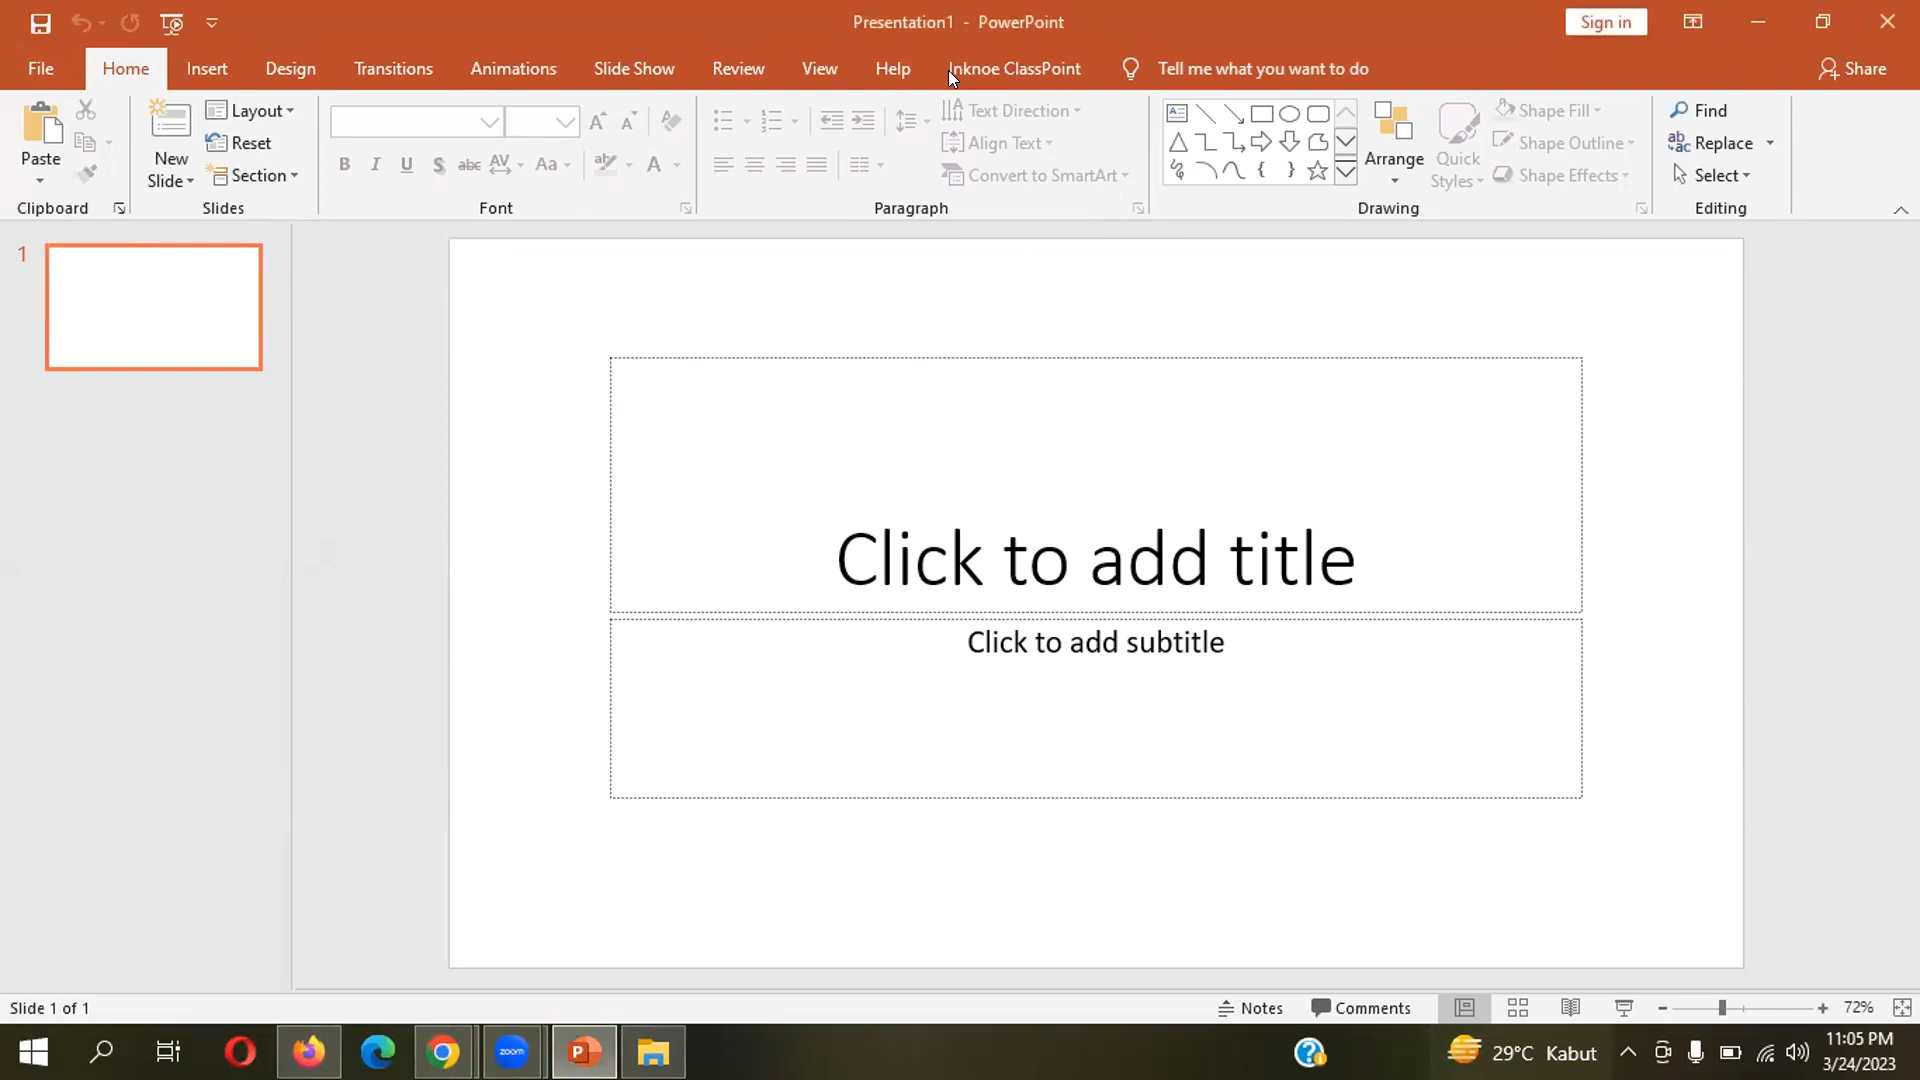 Presentation1 - PowerPoint
Sign in
File Home Insert Design Transitions Animations Slide Show Review View Help Inknoe ClassPoint Tell me what you want to do Share
Paste
Clipboard
New Slide
Layout
Reset
Section
Slides
B I U S abc AV Aa A
Font
Text Direction
Align Text
Convert to SmartArt
Paragraph
Arrange
Quick Styles
Shape Fill
Shape Outline
Shape Effects
Drawing
Find
Replace
Select
Editing
1
Click to add title
Click to add subtitle
Slide 1 of 1
Notes Comments 72%
zoom
29°C Kabut
11:05 PM
3/24/2023